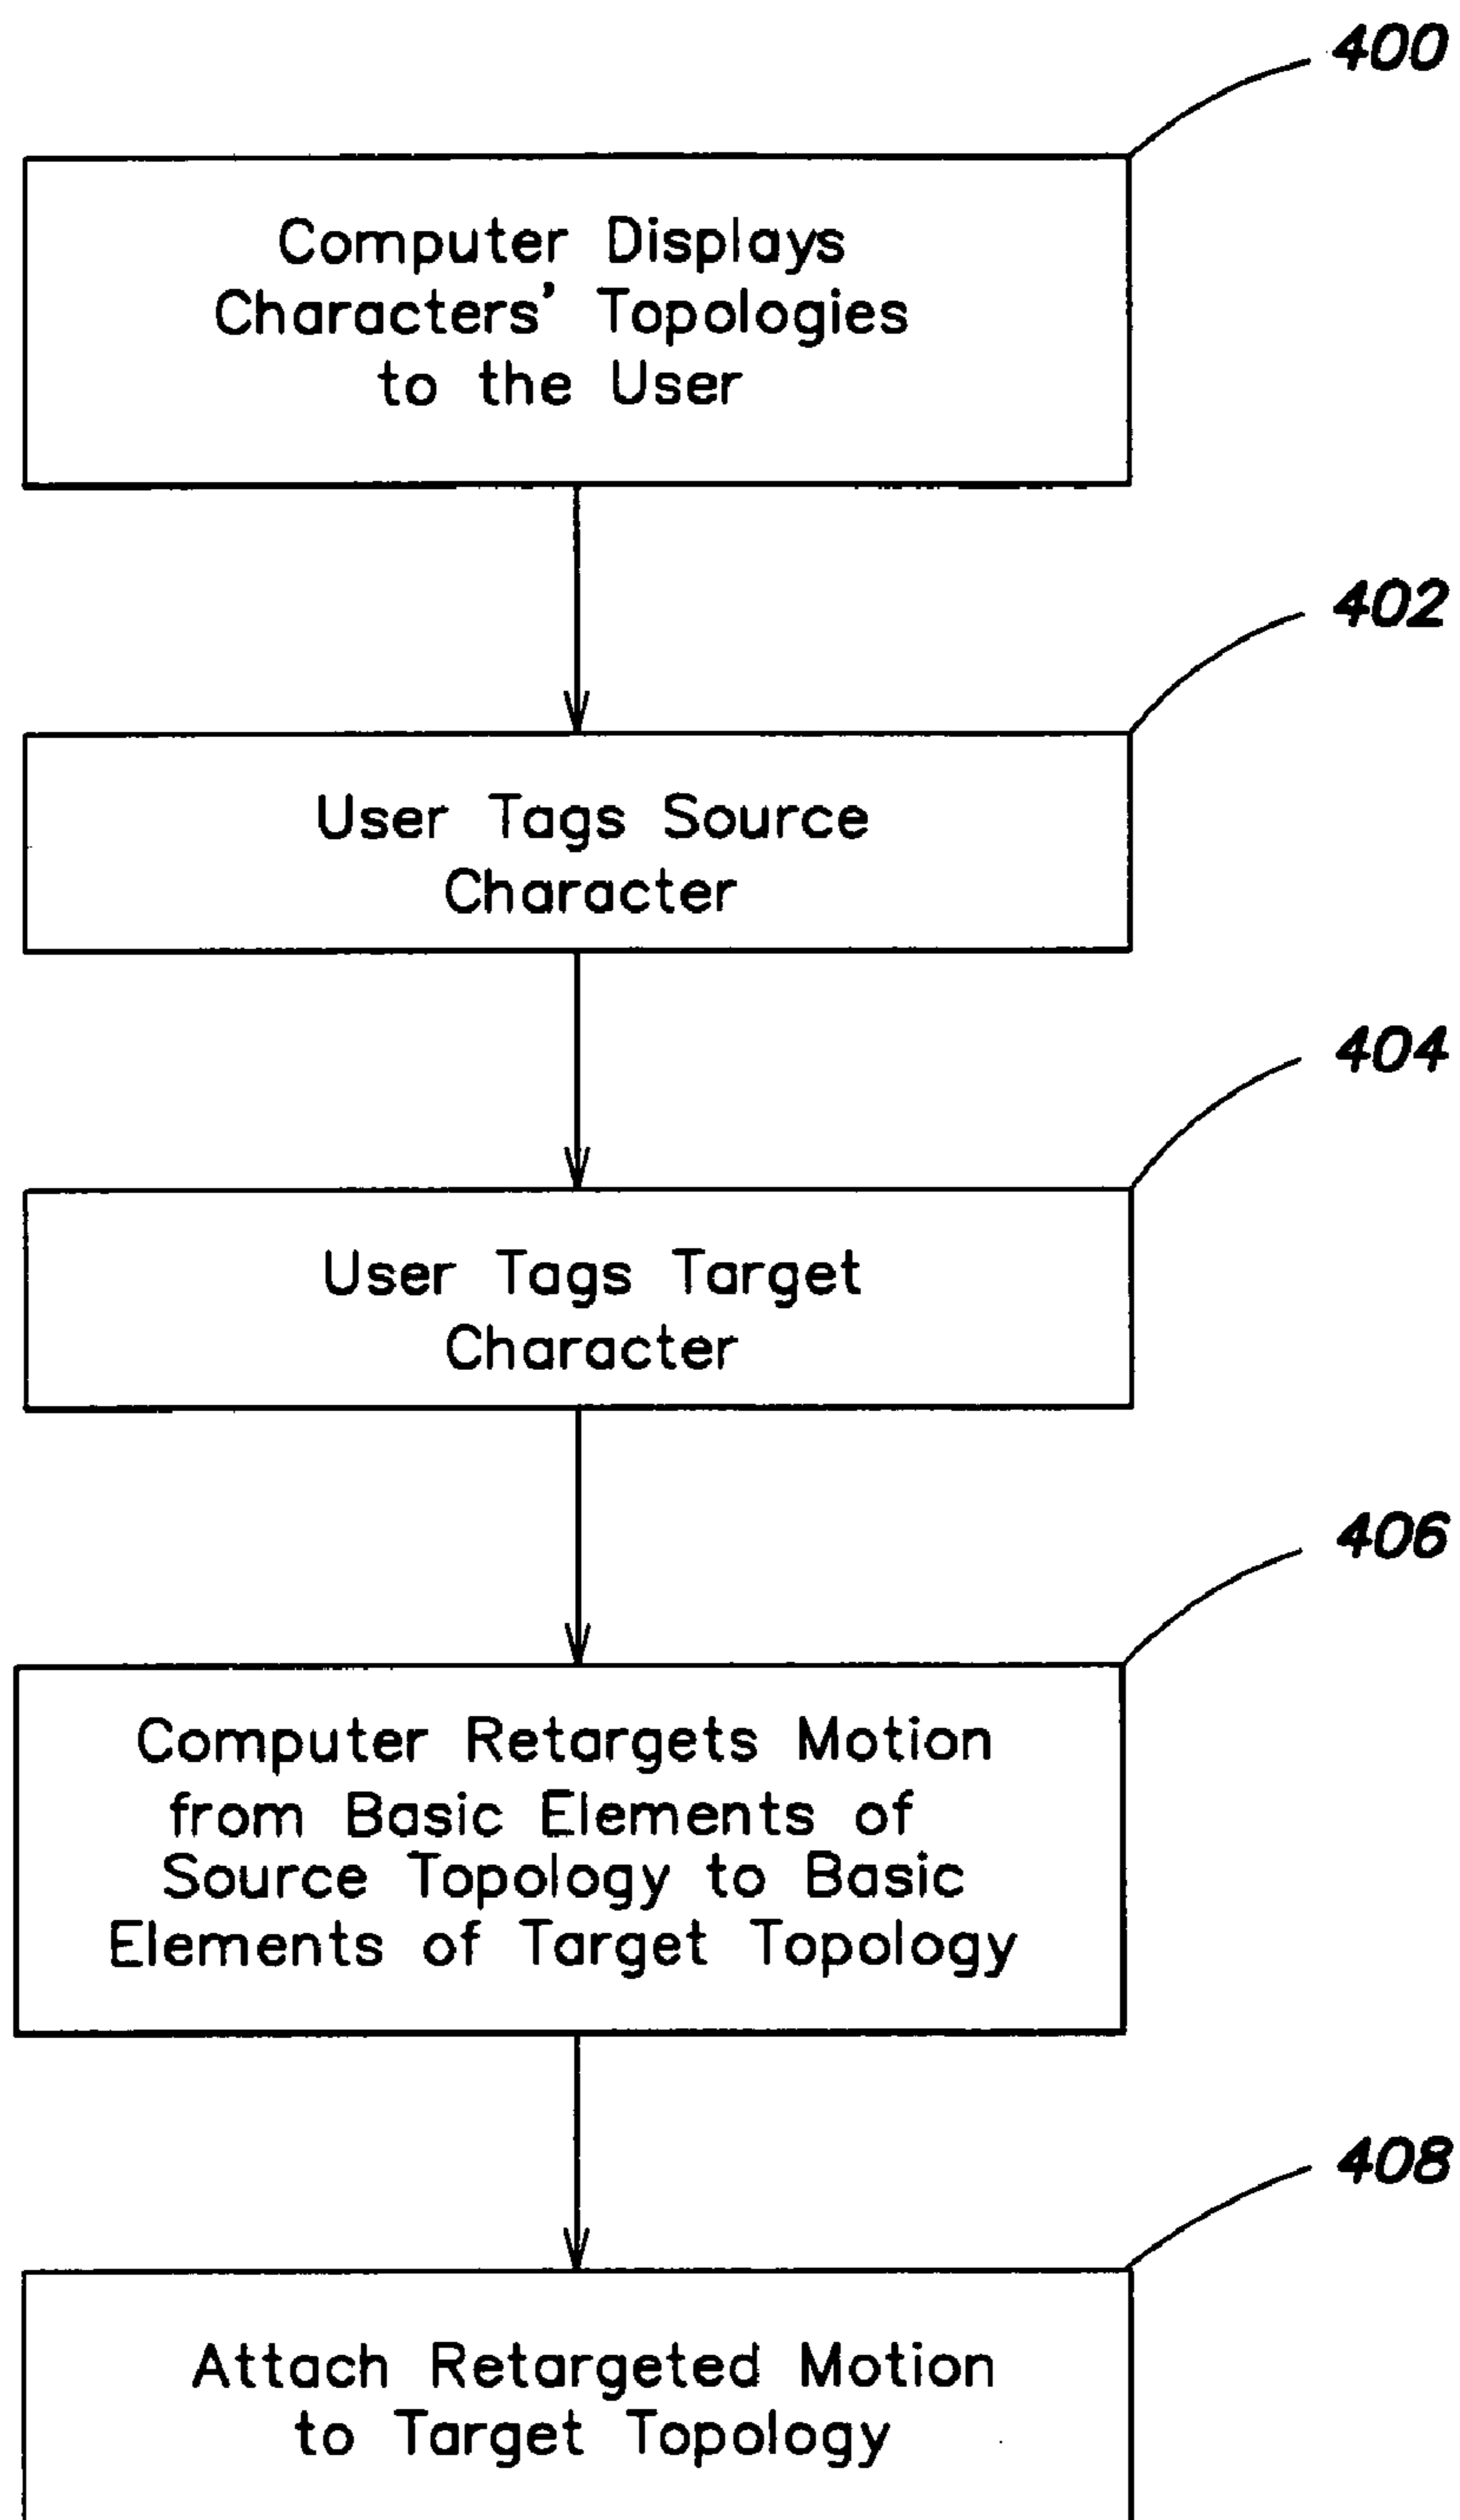 400
Computer Displays
Characters' Topologies
to the User
402
User Tags Source
Character
404
User Tags Target
Character
406
Computer Retargets Motion
from Basic Elements of
Source Topology to Basic
Elements of Target Topology
408
Attach Retargeted Motion
to Target Topology